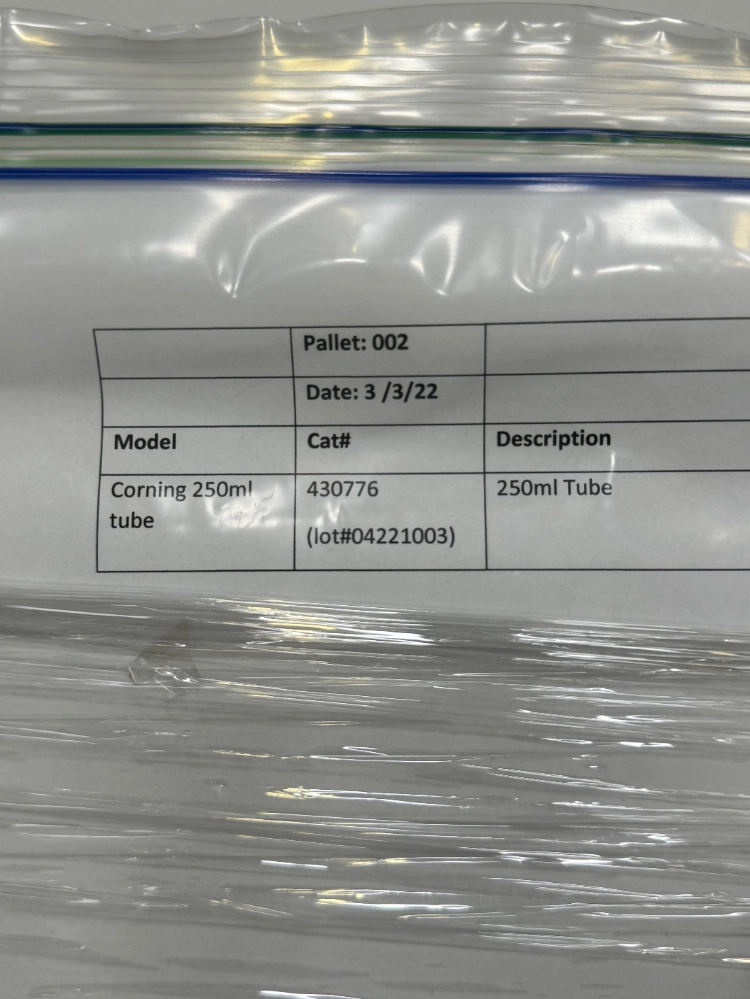 Pallet: 002
Date: 3 /3/22
Model Cat# Description
Corning 250ml tube 430776 250ml Tube
(lot#04221003)